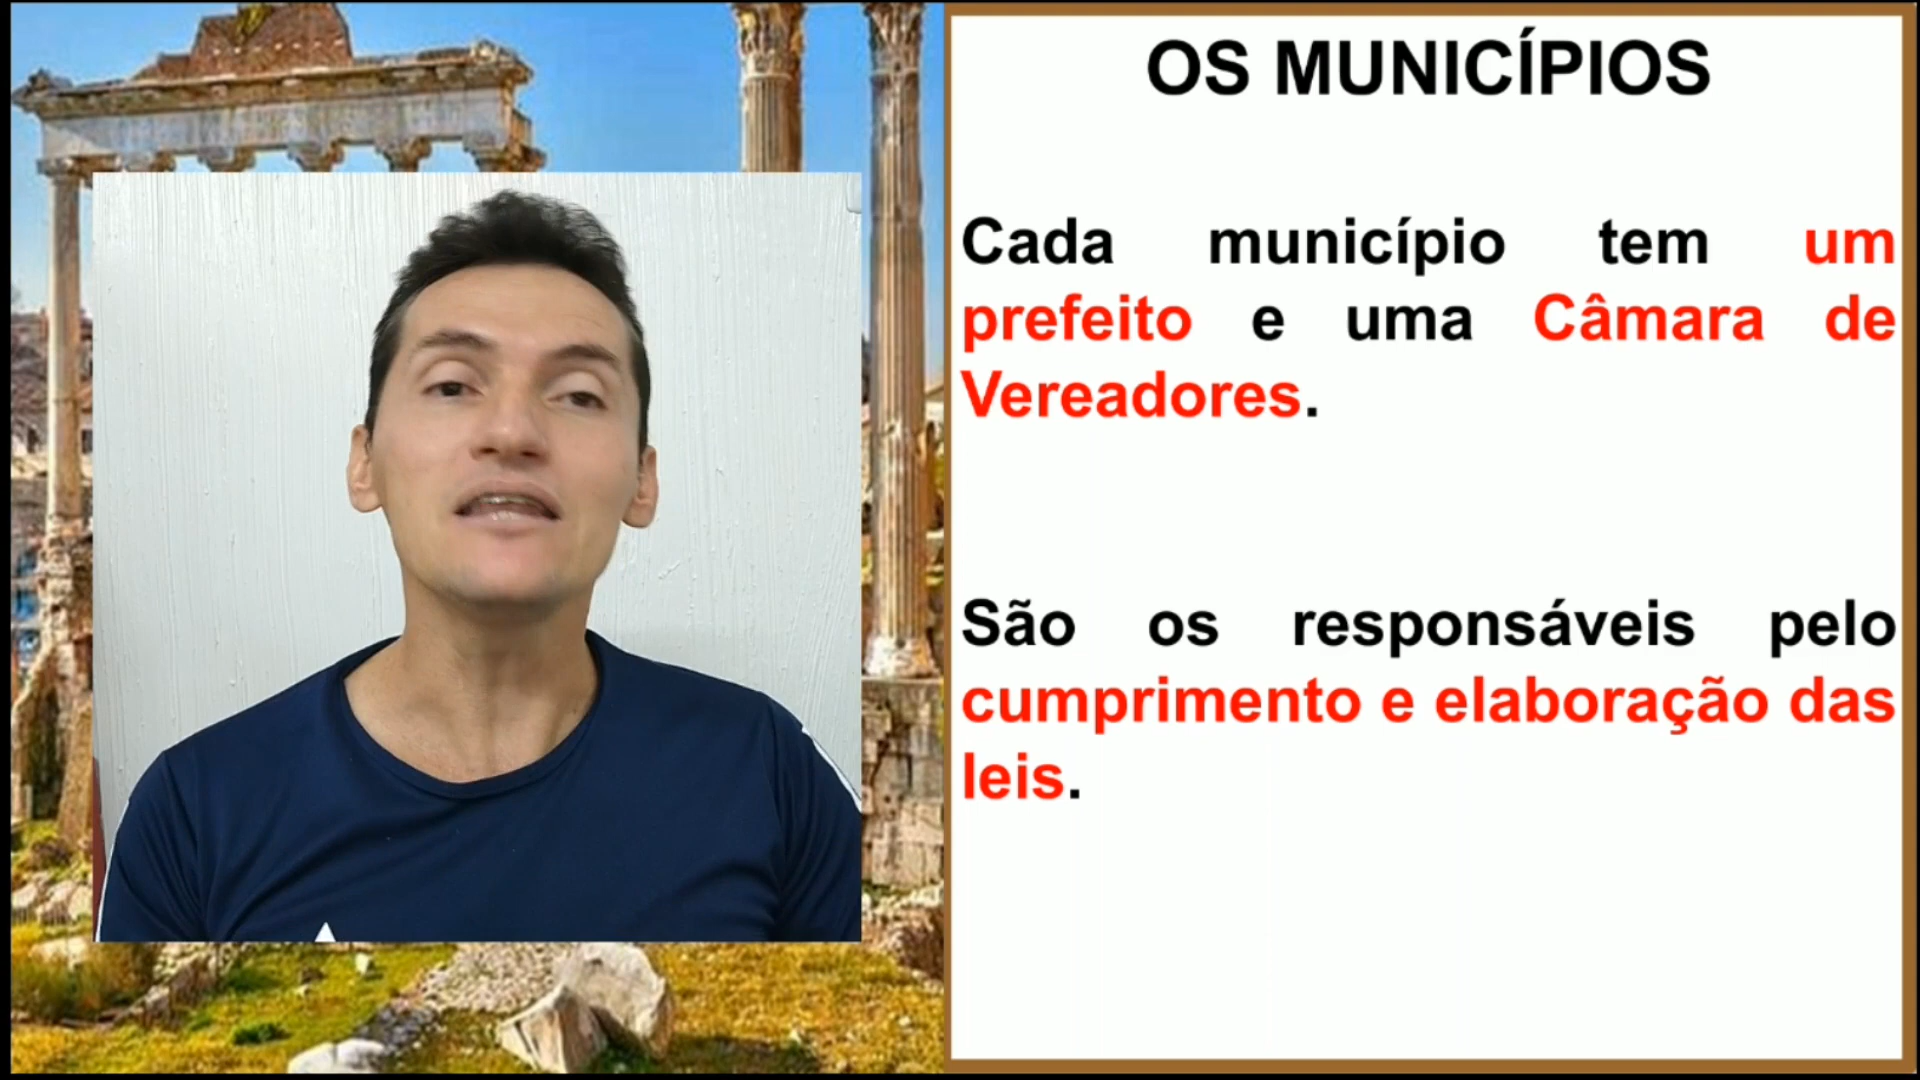 OS MUNICÍPIOS
Cada município tem um
prefeito e uma Câmara de
Vereadores.
São os responsáveis pelo
cumprimento e elaboração das
leis.